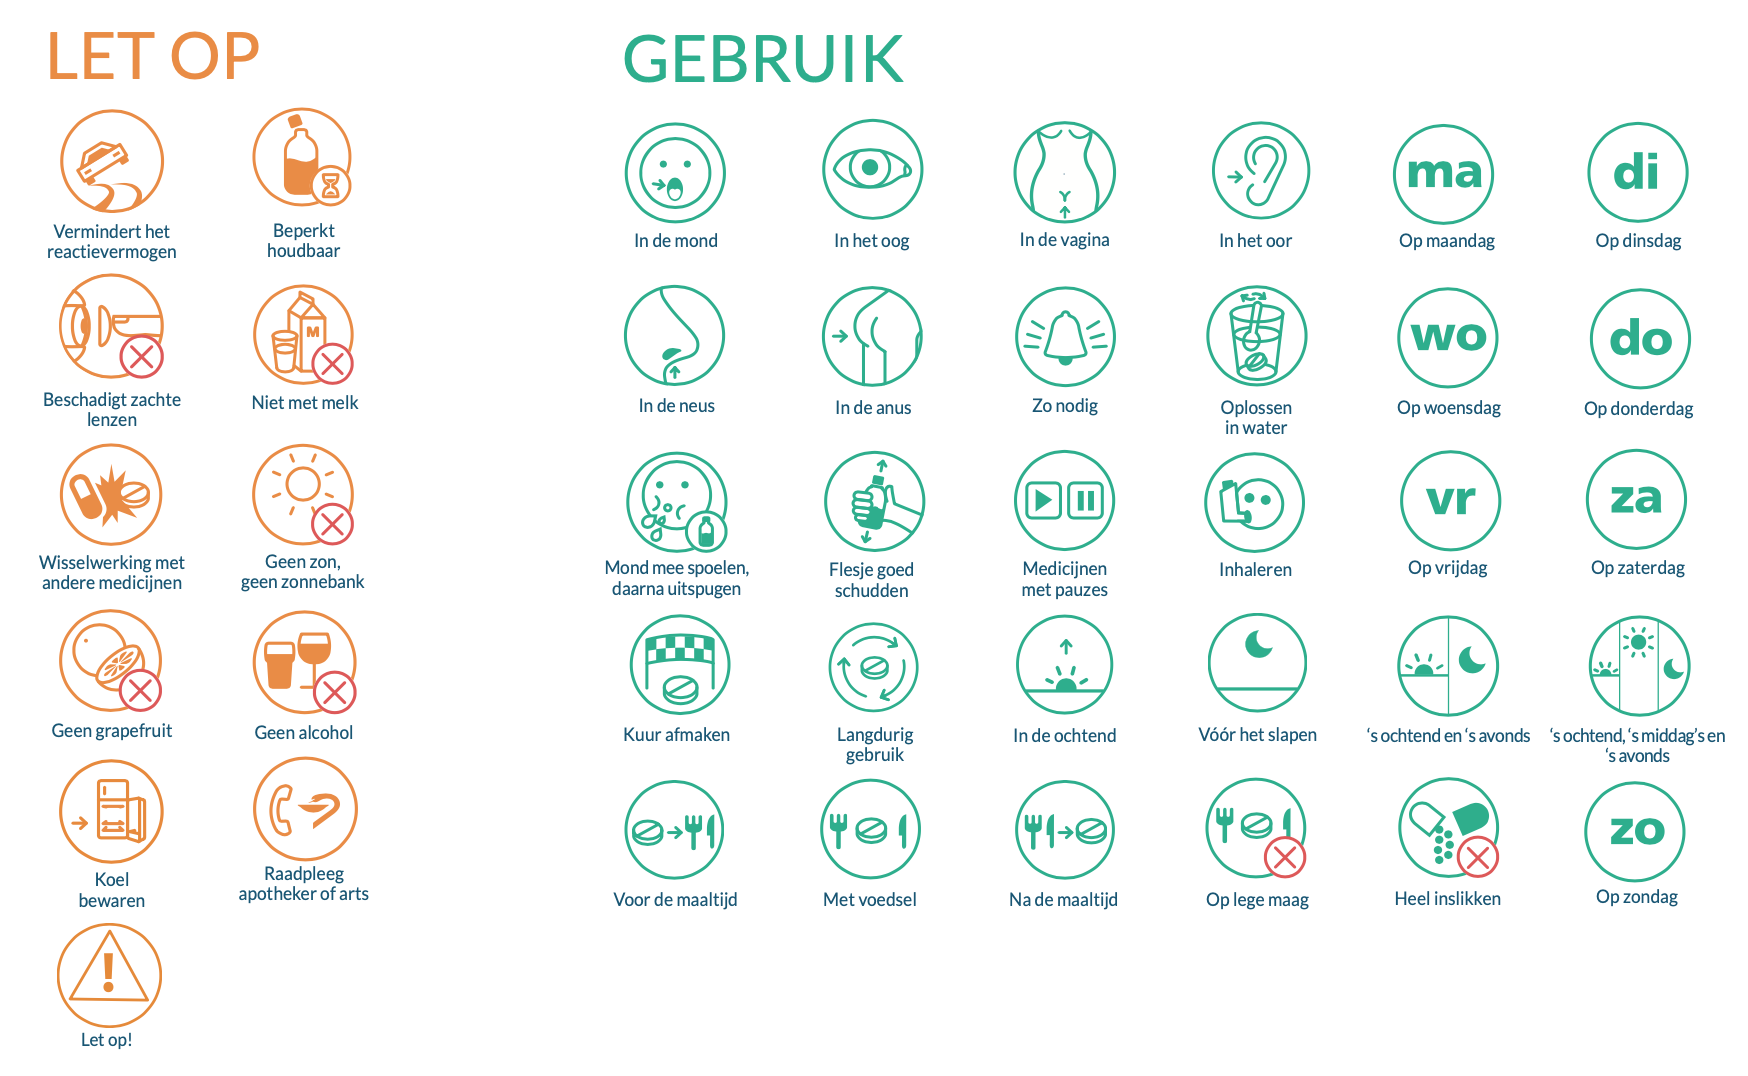 LET OP
Vermindert het
reactievermogen
Beperkt
houdbaar
Beschadigt zachte
lenzen
M
Niet met melk
Wisselwerking met
andere medicijnen
Geen zon,
geen zonnebank
Geen grapefruit
Geen alcohol
Koel
bewaren
Raadpleeg
apotheker of arts
!
Let op!
GEBRUIK
In de mond
In het oog
In de vagina
In het oor
ma
Op maandag
di
Op dinsdag
In de neus
In de anus
Zo nodig
Oplossen
in water
wo
Op woensdag
do
Op donderdag
Mond mee spoelen,
daarna uitspugen
Flesje goed
schudden
Medicijnen
met pauzes
Inhaleren
vr
Op vrijdag
za
Op zaterdag
Kuur afmaken
Langdurig
gebruik
In de ochtend
Vóór het slapen
‘s ochtend en ‘s avonds
‘s ochtend, ‘s middag’s en
‘s avonds
Voor de maaltijd
Met voedsel
Na de maaltijd
Op lege maag
Heel inslikken
zo
Op zondag